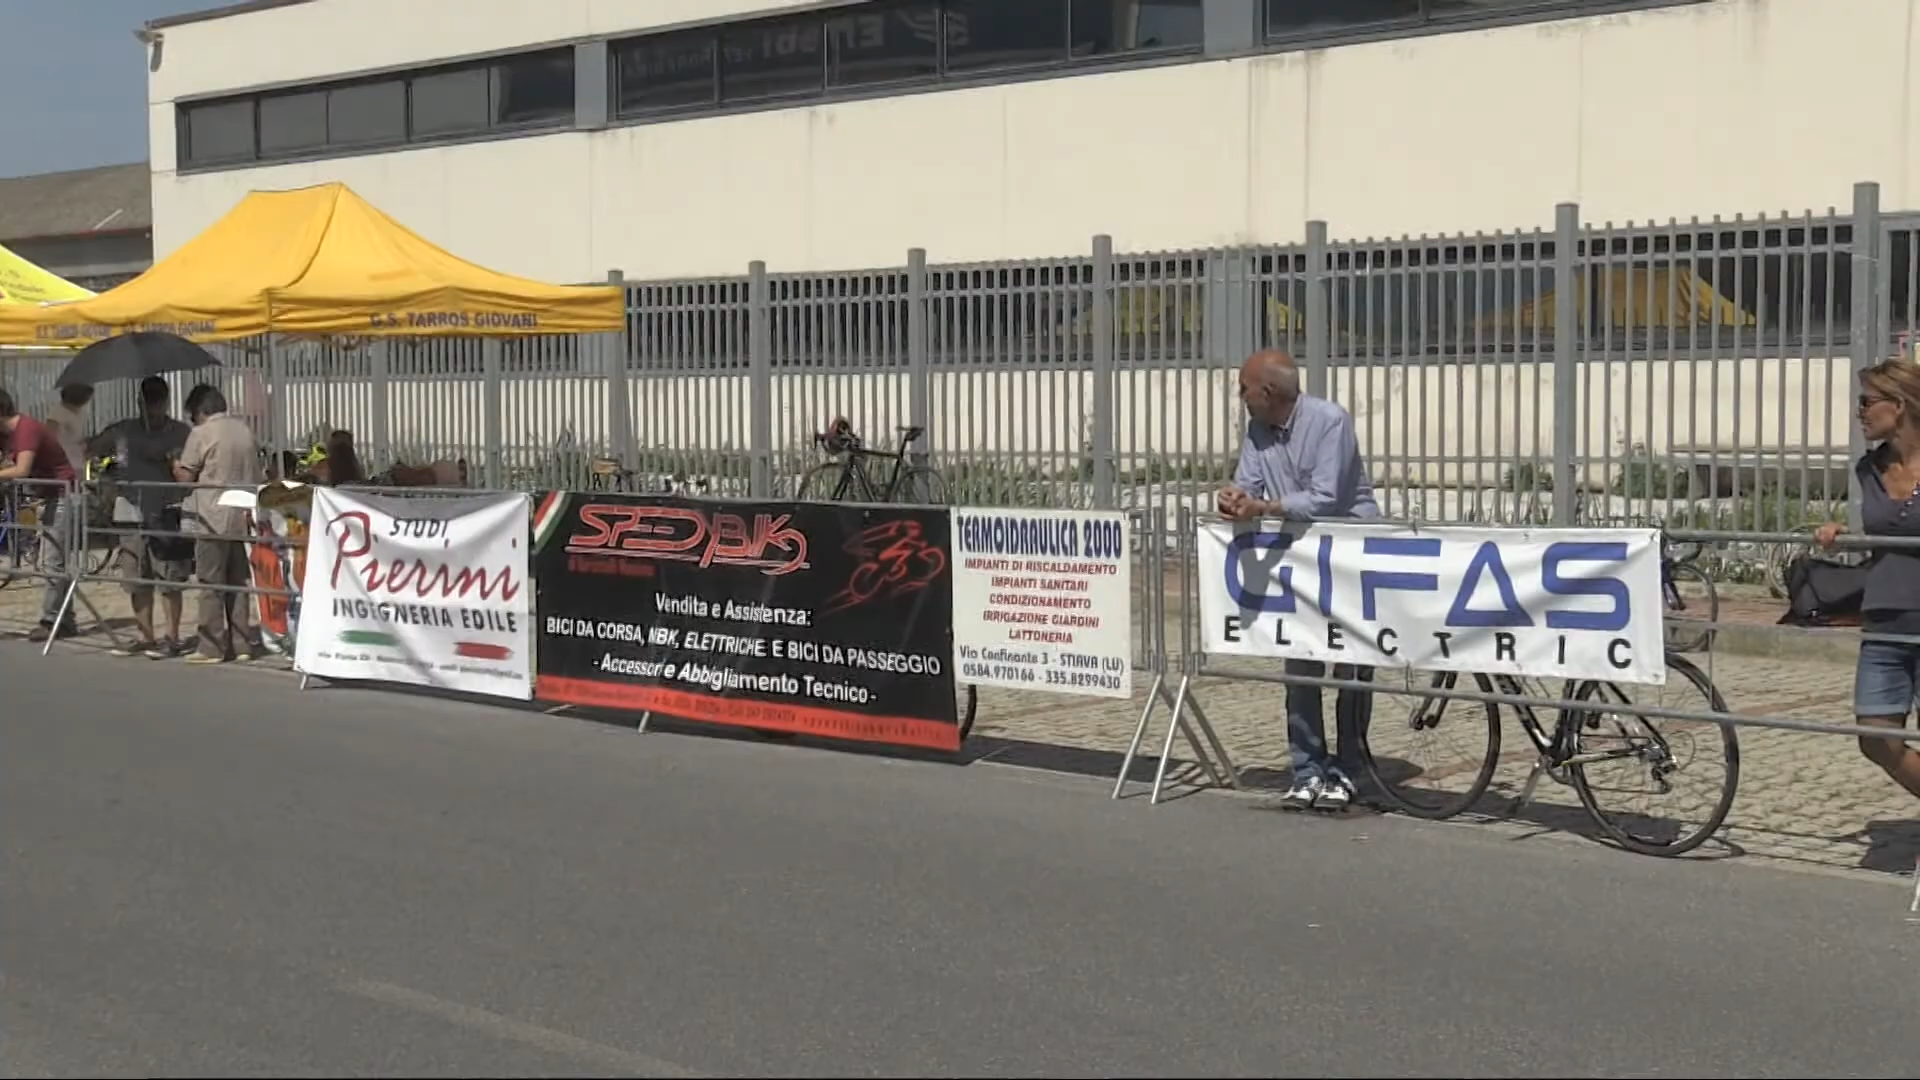 G.S. TARROS GIOVANI
STUDI
Pierini
INGEGNERIA EDILE
SPEEDY BIKE
Vendita e Assistenza:
BICI DA CORSA, MBK, ELETTRICHE E BICI DA PASSEGGIO
- Accessori e Abbigliamento Tecnico -
TERMOIDRAULICA 2000
IMPIANTI DI RISCALDAMENTO
IMPIANTI SANITARI
CONDIZIONAMENTO
IRRIGAZIONE GIARDINI
LATTONERIA
Via Confinante 3 - STIAVA (LU)
0584.970166 - 335.8299430
GIFAS
ELECTRIC